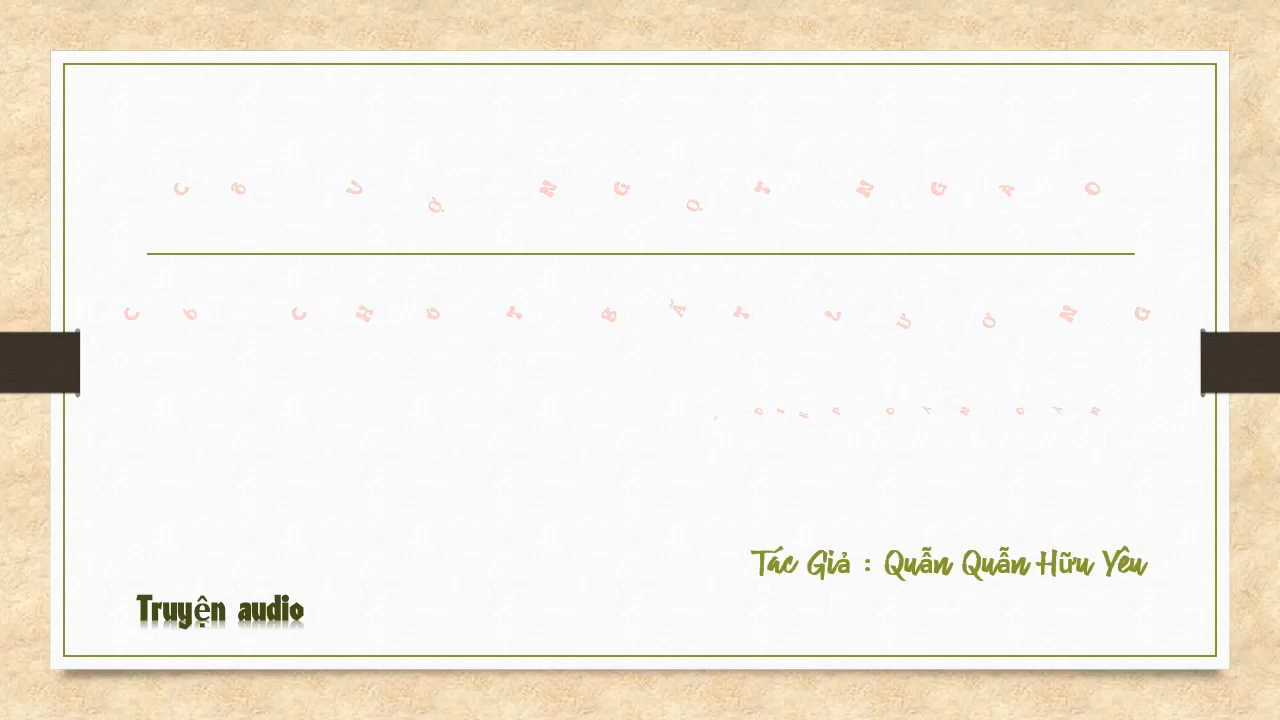 CÔ VỢ NGỌT NGÀO
CÓ CHÚT BẤT LƯƠNG
Tác Giả : Quẫn Quẫn Hữu Yêu
Truyện audio